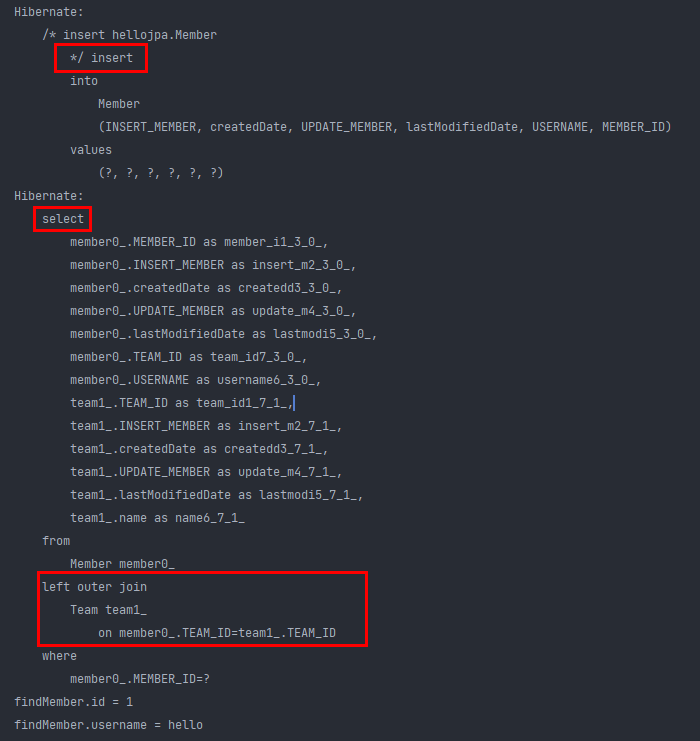 Hibernate:
    /* insert hellojpa.Member
        */ insert
        into
            Member
            (INSERT_MEMBER, createdDate, UPDATE_MEMBER, lastModifiedDate, USERNAME, MEMBER_ID)
        values
            (?, ?, ?, ?, ?, ?)
Hibernate:
    select
        member0_.MEMBER_ID as member_i1_3_0_,
        member0_.INSERT_MEMBER as insert_m2_3_0_,
        member0_.createdDate as createdd3_3_0_,
        member0_.UPDATE_MEMBER as update_m4_3_0_,
        member0_.lastModifiedDate as lastmodi5_3_0_,
        member0_.TEAM_ID as team_id7_3_0_,
        member0_.USERNAME as username6_3_0_,
        team1_.TEAM_ID as team_id1_7_1_,
        team1_.INSERT_MEMBER as insert_m2_7_1_,
        team1_.createdDate as createdd3_7_1_,
        team1_.UPDATE_MEMBER as update_m4_7_1_,
        team1_.lastModifiedDate as lastmodi5_7_1_,
        team1_.name as name6_7_1_
    from
        Member member0_
    left outer join
        Team team1_
            on member0_.TEAM_ID=team1_.TEAM_ID
    where
        member0_.MEMBER_ID=?
findMember.id = 1
findMember.username = hello